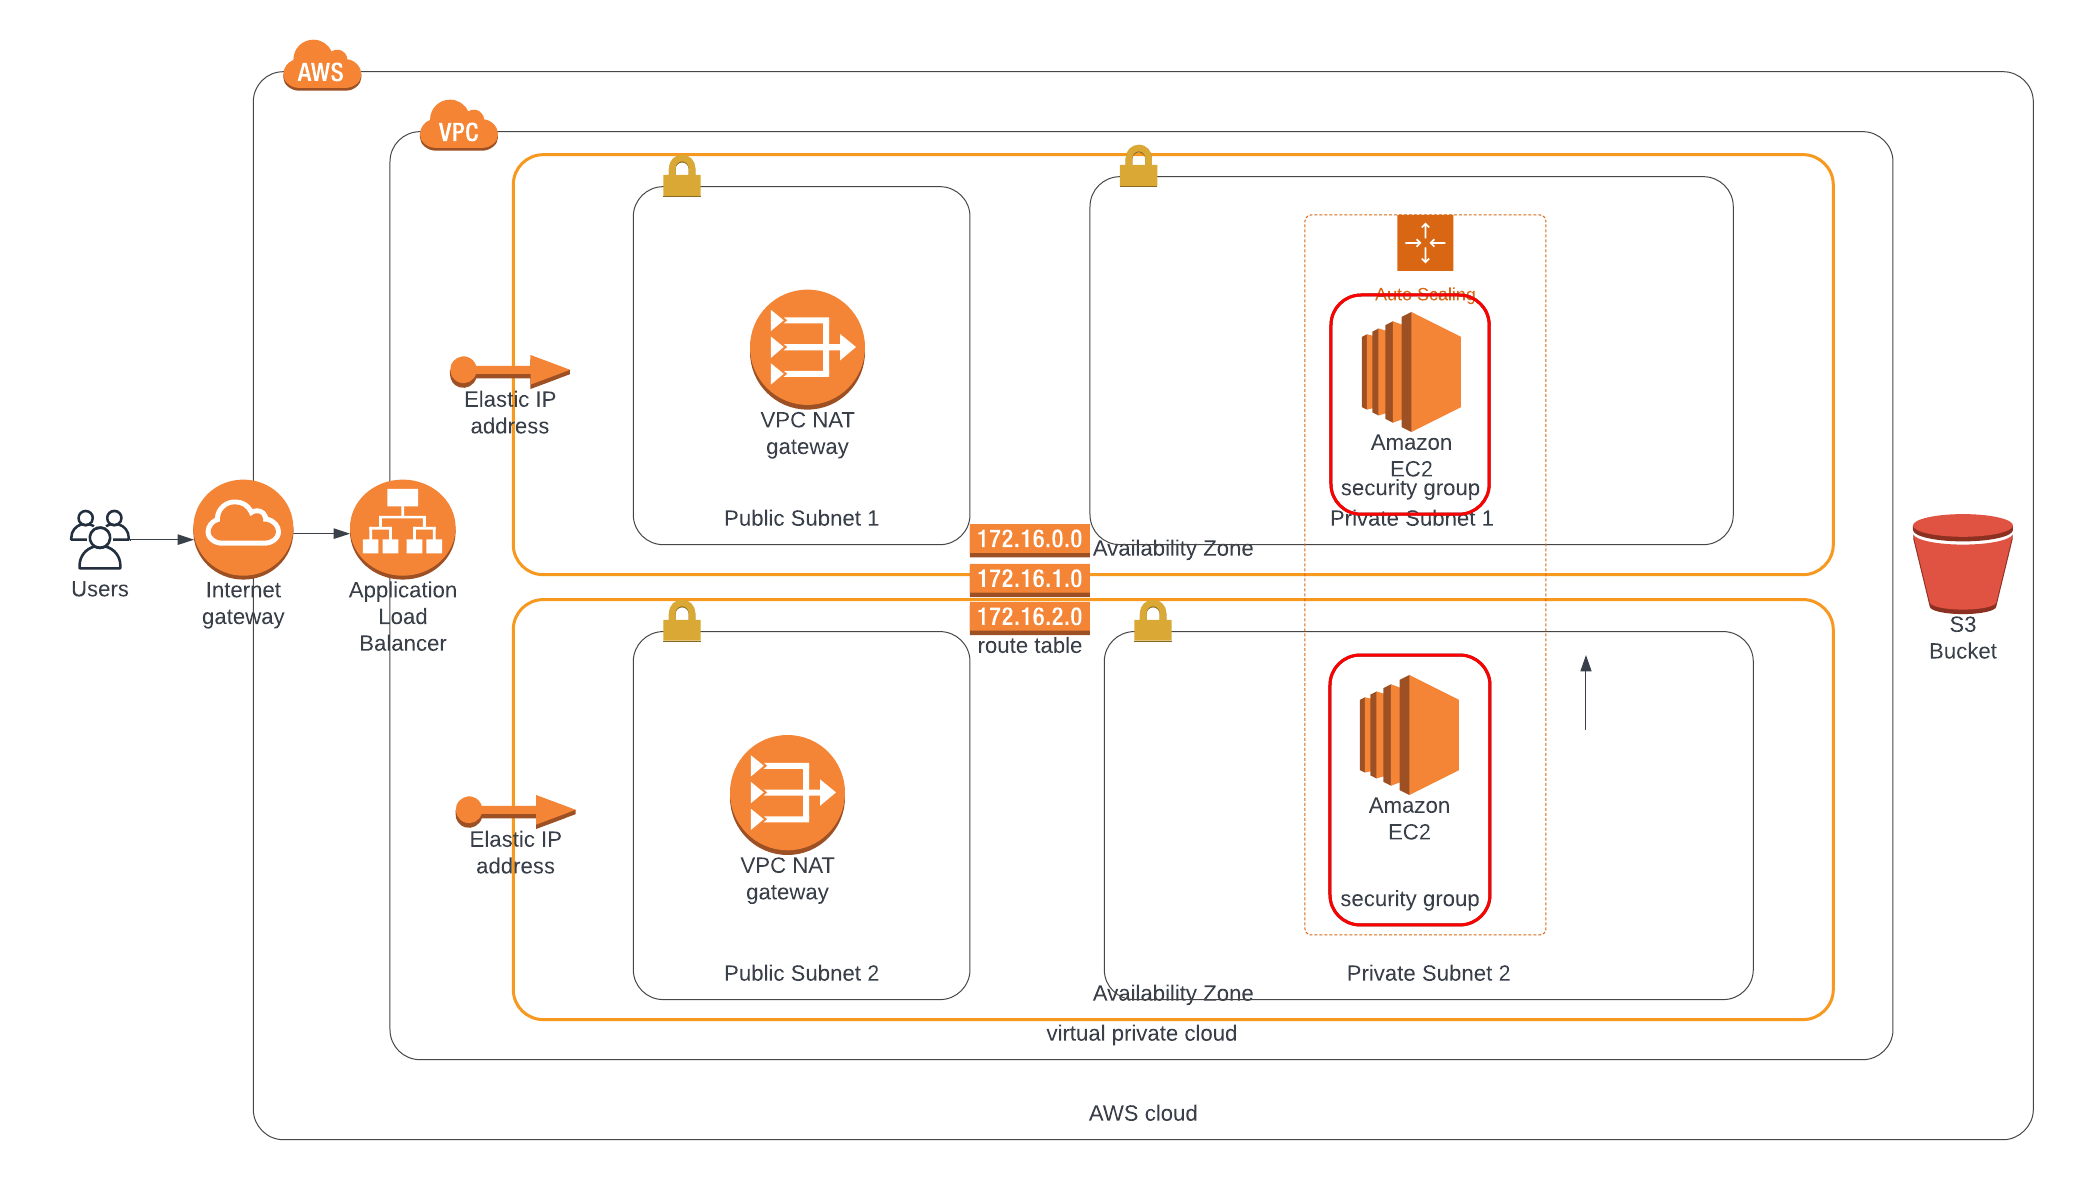 AWS
VPC
Auto Scaling
Elastic IP
address
VPC NAT
gateway
Amazon
EC2
security group
Public Subnet 1
Private Subnet 1
172.16.0.0
Availability Zone
172.16.1.0
172.16.2.0
route table
Users
Internet
gateway
Application
Load
Balancer
S3
Bucket
Elastic IP
address
VPC NAT
gateway
Amazon
EC2
security group
Public Subnet 2
Private Subnet 2
Availability Zone
virtual private cloud
AWS cloud